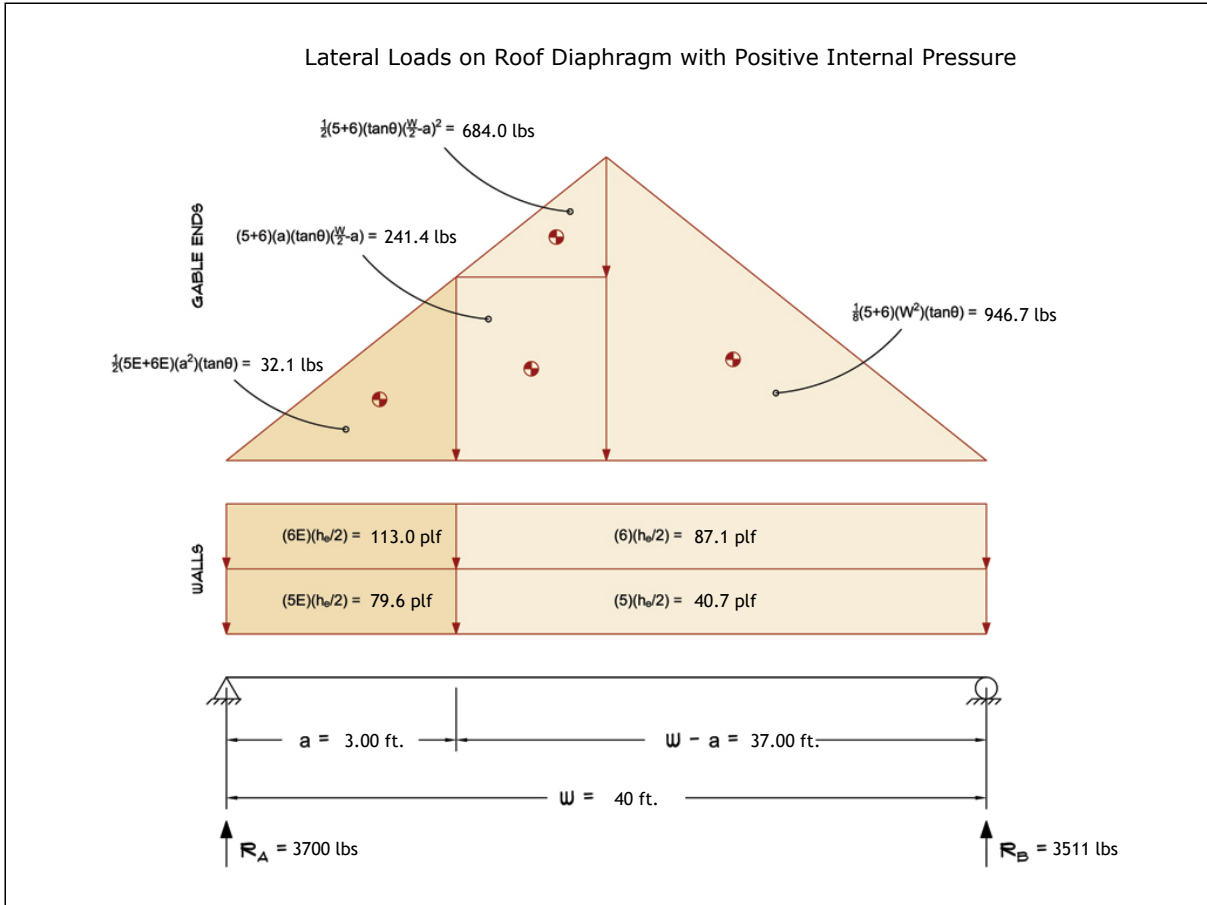 Lateral Loads on Roof Diaphragm with Positive Internal Pressure
½(5+6)(tanθ)(W/2-a)² = 684.0 lbs
GABLE ENDS
(5+6)(a)(tanθ)(W/2-a) = 241.4 lbs
⅛(5+6)(W²)(tanθ) = 946.7 lbs
½(5E+6E)(a²)(tanθ) = 32.1 lbs
WALLS
(6E)(hₑ/2) = 113.0 plf
(6)(hₑ/2) = 87.1 plf
(5E)(hₑ/2) = 79.6 plf
(5)(hₑ/2) = 40.7 plf
a = 3.00 ft.
W - a = 37.00 ft.
W = 40 ft.
R_A = 3700 lbs
R_B = 3511 lbs